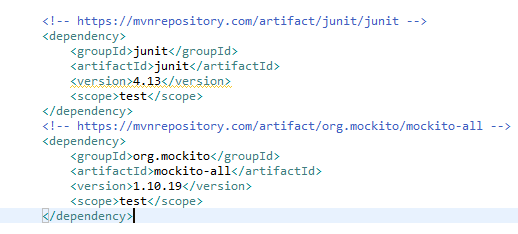 <!-- https://mvnrepository.com/artifact/junit/junit -->
<dependency>
<groupId>junit</groupId>
<artifactId>junit</artifactId>
<version>4.13</version>
<scope>test</scope>
</dependency>
<!-- https://mvnrepository.com/artifact/org.mockito/mockito-all -->
<dependency>
<groupId>org.mockito</groupId>
<artifactId>mockito-all</artifactId>
<version>1.10.19</version>
<scope>test</scope>
</dependency>